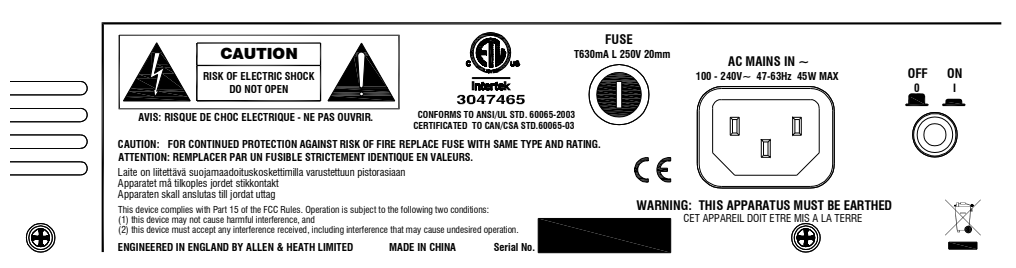 CAUTION
RISK OF ELECTRIC SHOCK
DO NOT OPEN
AVIS: RISQUE DE CHOC ELECTRIQUE - NE PAS OUVRIR.
C ETL US
Intertek
3047465
CONFORMS TO ANSI/UL STD. 60065-2003
CERTIFICATED TO CAN/CSA STD.60065-03
FUSE
T630mA L 250V 20mm
AC MAINS IN ~
100 - 240V~ 47-63Hz 45W MAX
OFF ON
0 I
CAUTION: FOR CONTINUED PROTECTION AGAINST RISK OF FIRE REPLACE FUSE WITH SAME TYPE AND RATING.
ATTENTION: REMPLACER PAR UN FUSIBLE STRICTEMENT IDENTIQUE EN VALEURS.
Laite on liitettävä suojamaadoituskoskettimilla varustettuun pistorasiaan
Apparatet må tilkoples jordet stikkontakt
Apparaten skall anslutas till jordat uttag
This device complies with Part 15 of the FCC Rules. Operation is subject to the following two conditions:
(1) this device may not cause harmful interference, and
(2) this device must accept any interference received, including interference that may cause undesired operation.
ENGINEERED IN ENGLAND BY ALLEN & HEATH LIMITED MADE IN CHINA Serial No.
CE
WARNING: THIS APPARATUS MUST BE EARTHED
CET APPAREIL DOIT ETRE MIS A LA TERRE